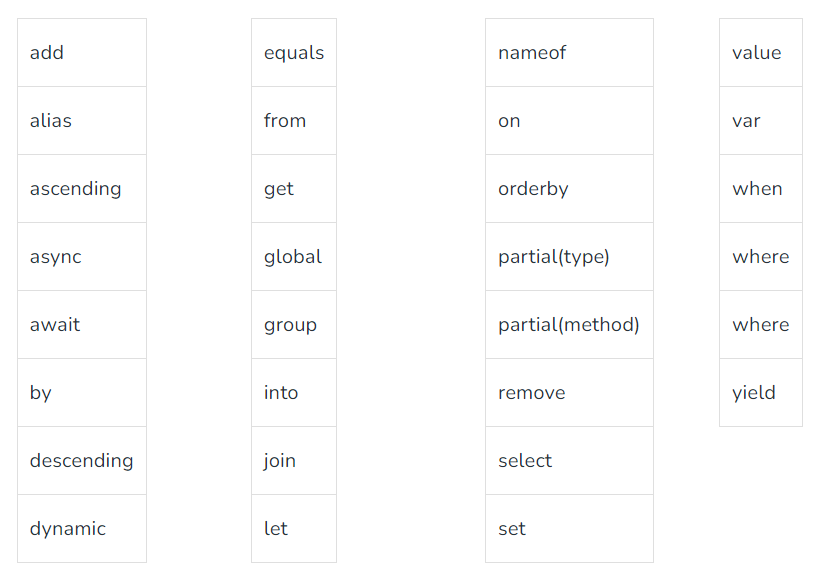 add
alias
ascending
async
await
by
descending
dynamic
equals
from
get
global
group
into
join
let
nameof
on
orderby
partial(type)
partial(method)
remove
select
set
value
var
when
where
where
yield